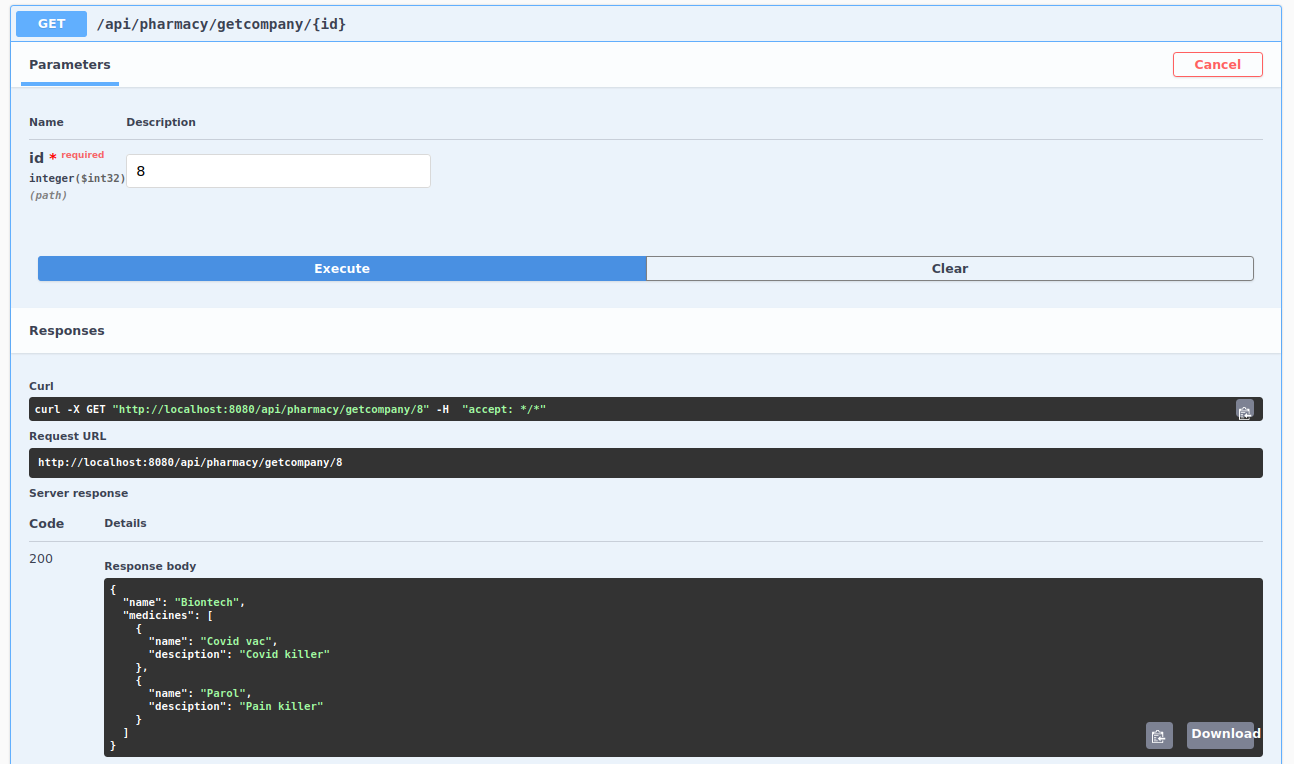 GET /api/pharmacy/getcompany/{id}
Parameters
Cancel
Name Description
id * required
integer($int32)
(path)
8
Execute
Clear
Responses
Curl
curl -X GET "http://localhost:8080/api/pharmacy/getcompany/8" -H  "accept: */*"
Request URL
http://localhost:8080/api/pharmacy/getcompany/8
Server response
Code Details
200
Response body
{
  "name": "Biontech",
  "medicines": [
    {
      "name": "Covid vac",
      "desciption": "Covid killer"
    },
    {
      "name": "Parol",
      "desciption": "Pain killer"
    }
  ]
}
Download